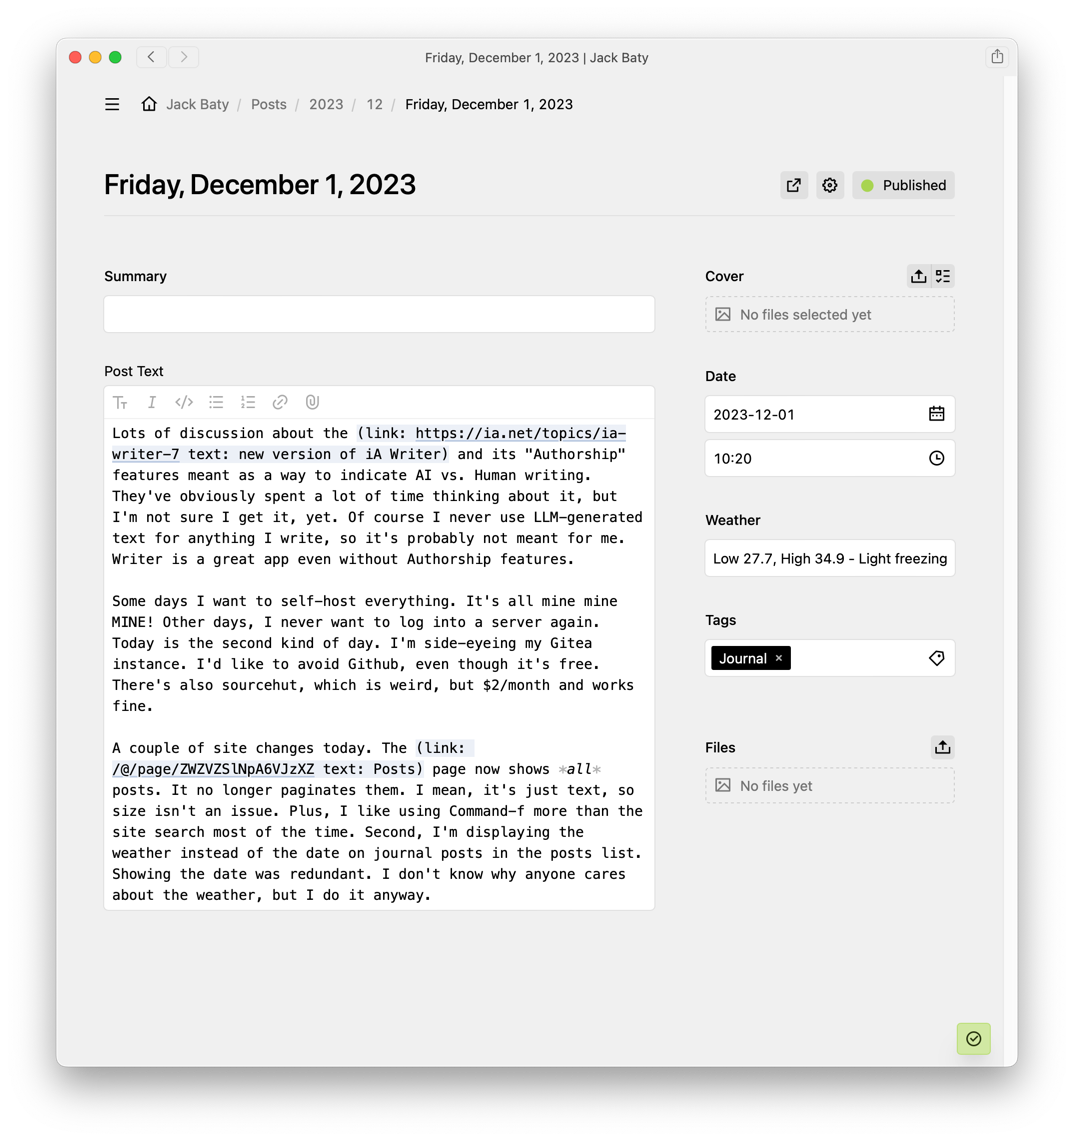 Friday, December 1, 2023 | Jack Baty
Jack Baty / Posts / 2023 / 12 / Friday, December 1, 2023
Friday, December 1, 2023
Published
Summary
Post Text
Lots of discussion about the (link: https://ia.net/topics/ia-
writer-7 text: new version of iA Writer) and its "Authorship"
features meant as a way to indicate AI vs. Human writing.
They've obviously spent a lot of time thinking about it, but
I'm not sure I get it, yet. Of course I never use LLM-generated
text for anything I write, so it's probably not meant for me.
Writer is a great app even without Authorship features.
Some days I want to self-host everything. It's all mine mine
MINE! Other days, I never want to log into a server again.
Today is the second kind of day. I'm side-eyeing my Gitea
instance. I'd like to avoid Github, even though it's free.
There's also sourcehut, which is weird, but $2/month and works
fine.
A couple of site changes today. The (link:
/@/page/ZWZVZSlNpA6VJzXZ text: Posts) page now shows *all*
posts. It no longer paginates them. I mean, it's just text, so
size isn't an issue. Plus, I like using Command-f more than the
site search most of the time. Second, I'm displaying the
weather instead of the date on journal posts in the posts list.
Showing the date was redundant. I don't know why anyone cares
about the weather, but I do it anyway.
Cover
No files selected yet
Date
2023-12-01
10:20
Weather
Low 27.7, High 34.9 - Light freezing
Tags
Journal ×
Files
No files yet